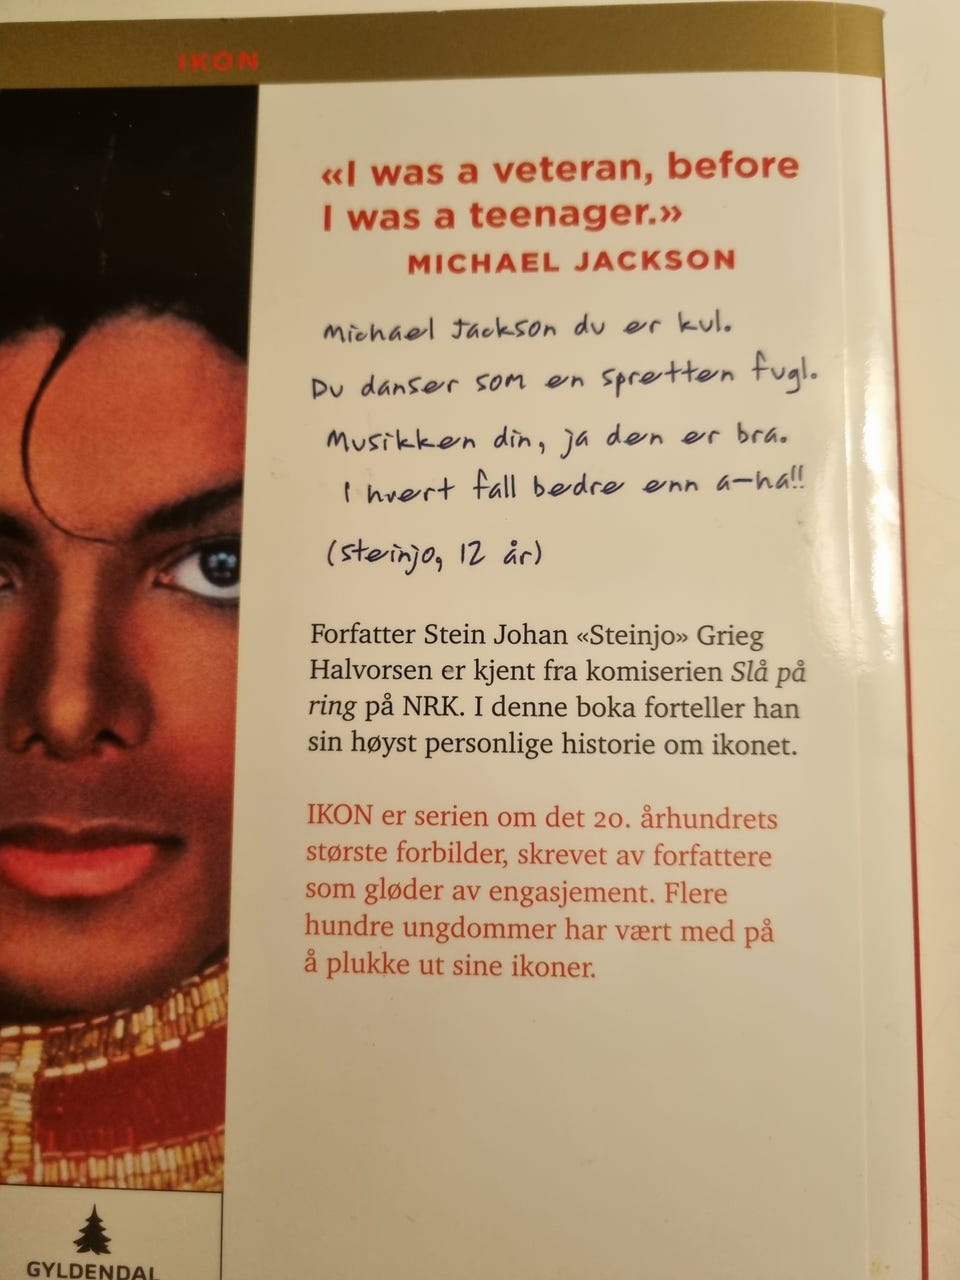 IKON
«I was a veteran, before
I was a teenager.»
MICHAEL JACKSON
Michael Jackson du er kul.
Du danser som en spretten fugl.
Musikken din, ja den er bra.
I hvert fall bedre enn a-ha!!
(Steinjo, 12 år)
Forfatter Stein Johan «Steinjo» Grieg
Halvorsen er kjent fra komiserien Slå på
ring på NRK. I denne boka forteller han
sin høyst personlige historie om ikonet.
IKON er serien om det 20. århundrets
største forbilder, skrevet av forfattere
som gløder av engasjement. Flere
hundre ungdommer har vært med på
å plukke ut sine ikoner.
GYLDENDAL